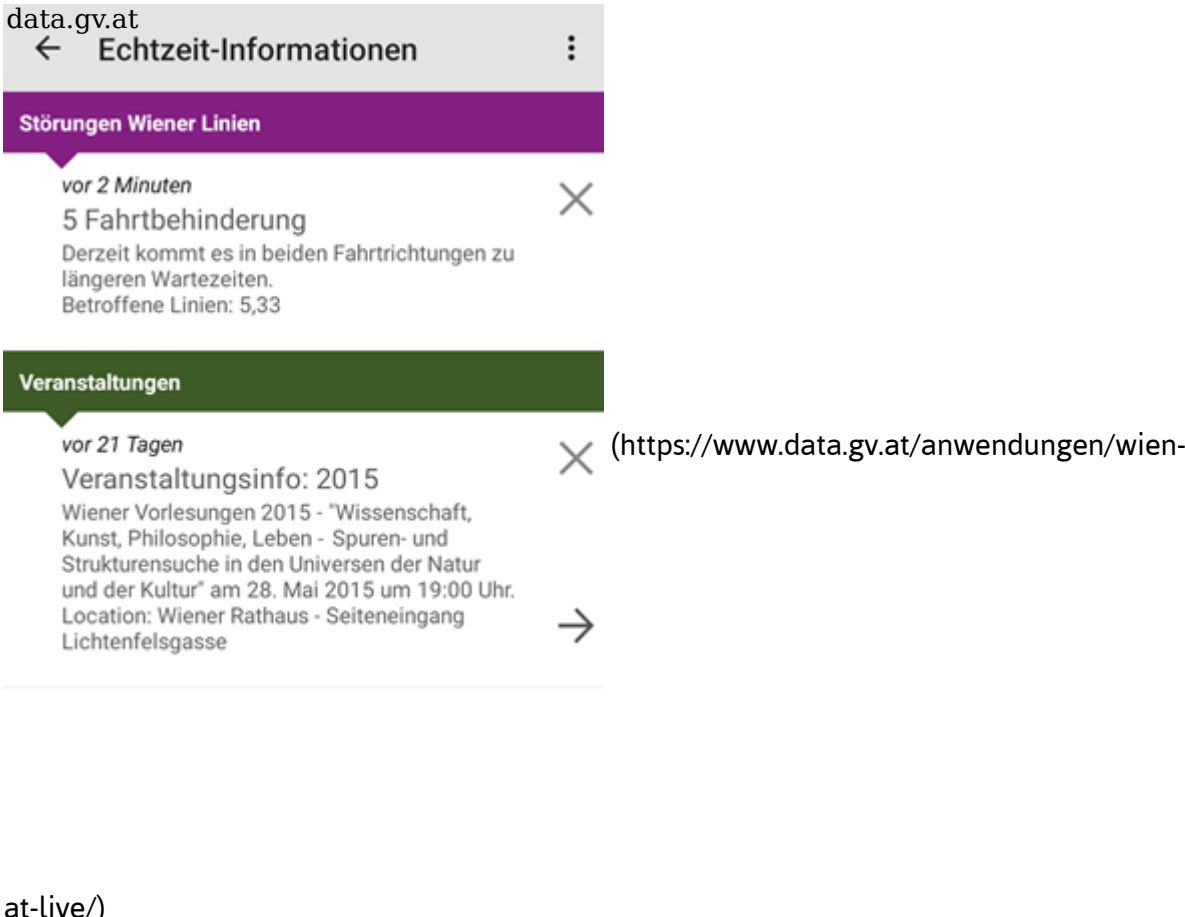 data.gv.at
Echtzeit-Informationen
Störungen Wiener Linien
vor 2 Minuten
5 Fahrtbehinderung
Derzeit kommt es in beiden Fahrtrichtungen zu
längeren Wartezeiten.
Betroffene Linien: 5,33
Veranstaltungen
vor 21 Tagen
Veranstaltungsinfo: 2015
Wiener Vorlesungen 2015 - "Wissenschaft,
Kunst, Philosophie, Leben - Spuren- und
Strukturensuche in den Universen der Natur
und der Kultur" am 28. Mai 2015 um 19:00 Uhr.
Location: Wiener Rathaus - Seiteneingang
Lichtenfelsgasse
(https://www.data.gv.at/anwendungen/wien-
at-live/)